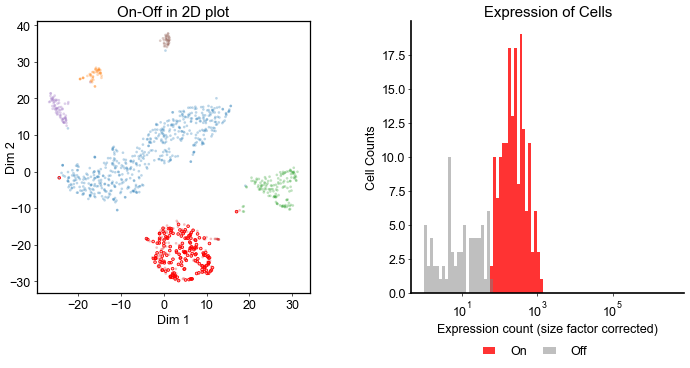 On-Off in 2D plot
40
30
20
10
0
−10
−20
−30
Dim 2
−20 −10 0 10 20 30
Dim 1
Expression of Cells
17.5
15.0
12.5
10.0
7.5
5.0
2.5
0.0
Cell Counts
10^1 10^3 10^5
Expression count (size factor corrected)
On Off